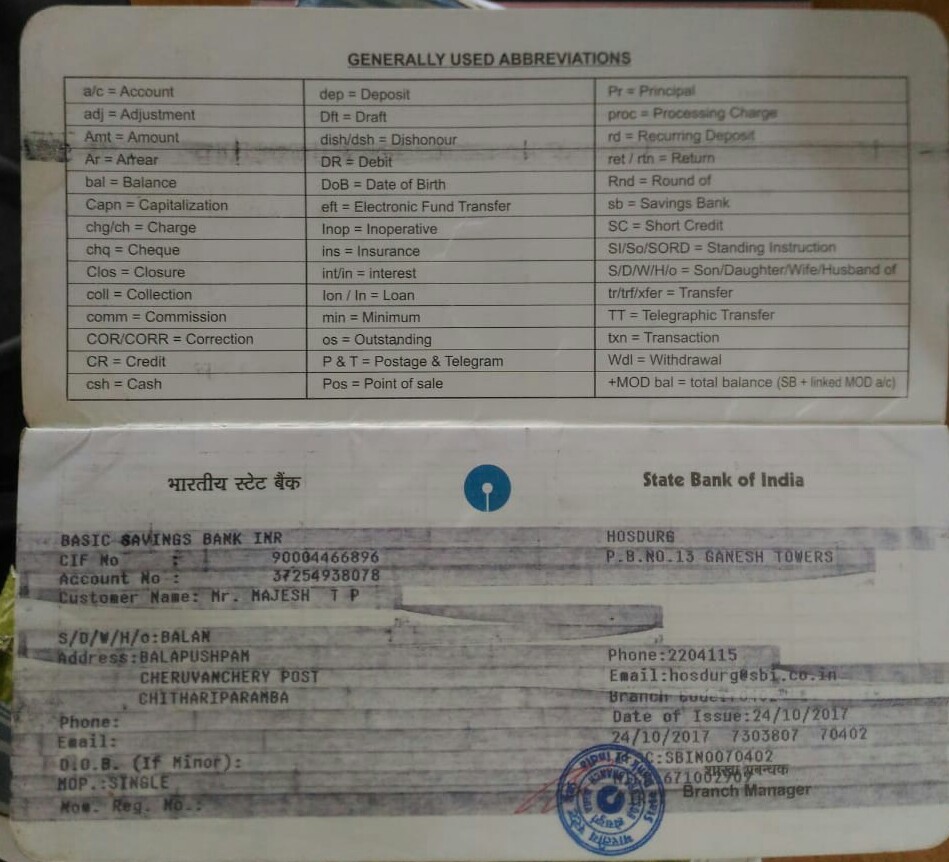 GENERALLY USED ABBREVIATIONS
a/c = Account
adj = Adjustment
Amt = Amount
Ar = Arrear
bal = Balance
Capn = Capitalization
chg/ch = Charge
chq = Cheque
Clos = Closure
coll = Collection
comm = Commission
COR/CORR = Correction
CR = Credit
csh = Cash
dep = Deposit
Dft = Draft
dish/dsh = Dishonour
DR = Debit
DoB = Date of Birth
eft = Electronic Fund Transfer
Inop = Inoperative
ins = Insurance
int/in = interest
lon / ln = Loan
min = Minimum
os = Outstanding
P & T = Postage & Telegram
Pos = Point of sale
Pr = Principal
proc = Processing Charge
rd = Recurring Deposit
ret / rtn = Return
Rnd = Round of
sb = Savings Bank
SC = Short Credit
SI/So/SORD = Standing Instruction
S/D/W/H/o = Son/Daughter/Wife/Husband of
tr/trf/xfer = Transfer
TT = Telegraphic Transfer
txn = Transaction
Wdl = Withdrawal
+MOD bal = total balance (SB + linked MOD a/c)
भारतीय स्टेट बैंक
State Bank of India
BASIC SAVINGS BANK INR
CIF No : 90004466896
Account No : 37254938078
Customer Name: Mr. MAJESH T P
S/D/W/H/o:BALAN
Address:BALAPUSHPAM
CHERUVANCHERY POST
CHITHARIPARAMBA
Phone:
Email:
D.O.B. (If Minor):
MOP.:SINGLE
Nom. Reg. No.:
HOSDURG
P.B.NO.13 GANESH TOWERS
Phone:2204115
Email:hosdurg@sbi.co.in
Branch
Date of Issue:24/10/2017
24/10/2017 7303807 70402
:SBIN0070402
शाखा प्रबन्धक
Branch Manager